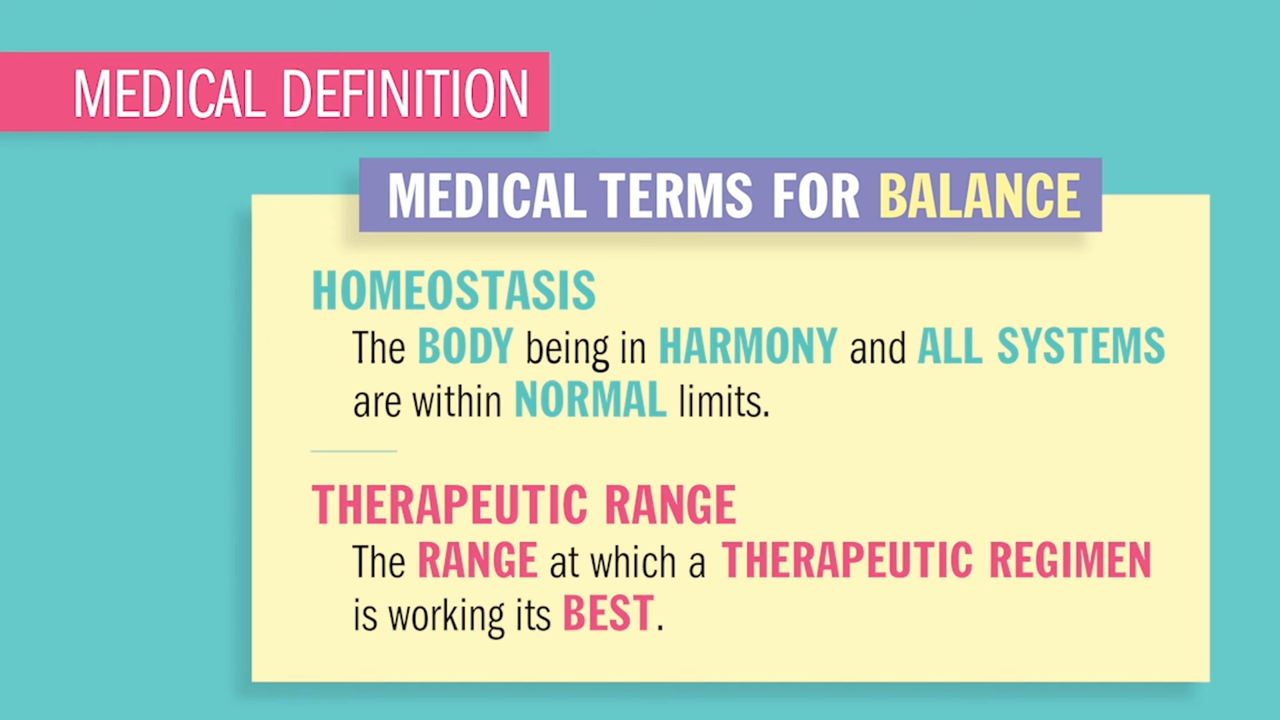 MEDICAL DEFINITION
MEDICAL TERMS FOR BALANCE
HOMEOSTASIS
The BODY being in HARMONY and ALL SYSTEMS
are within NORMAL limits.
THERAPEUTIC RANGE
The RANGE at which a THERAPEUTIC REGIMEN
is working its BEST.